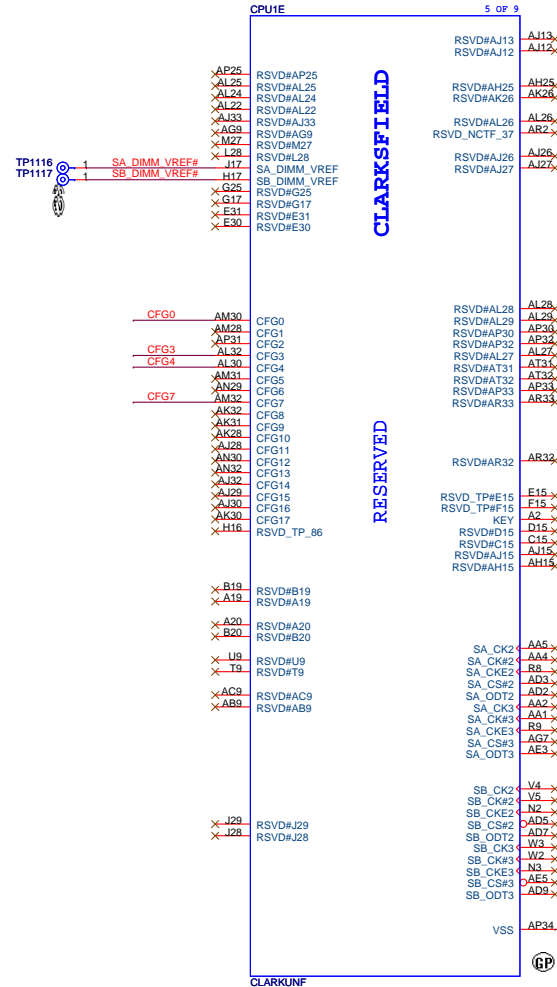 CPU1E
5 OF 9
CLARKSFIELD
RESERVED
AP25 RSVD#AP25
AL25 RSVD#AL25
AL24 RSVD#AL24
AL22 RSVD#AL22
AJ33 RSVD#AJ33
AG9 RSVD#AG9
M27 RSVD#M27
L28 RSVD#L28
TP1116 1 SA_DIMM_VREF# J17 SA_DIMM_VREF
TP1117 1 SB_DIMM_VREF# H17 SB_DIMM_VREF
G25 RSVD#G25
G17 RSVD#G17
E31 RSVD#E31
E30 RSVD#E30
CFG0 AM30 CFG0
AM28 CFG1
AP31 CFG2
CFG3 AL32 CFG3
CFG4 AL30 CFG4
AM31 CFG5
AN29 CFG6
CFG7 AM32 CFG7
AK32 CFG8
AK31 CFG9
AK28 CFG10
AJ28 CFG11
AN30 CFG12
AN32 CFG13
AJ32 CFG14
AJ29 CFG15
AJ30 CFG16
AK30 CFG17
H16 RSVD_TP_86
B19 RSVD#B19
A19 RSVD#A19
A20 RSVD#A20
B20 RSVD#B20
U9 RSVD#U9
T9 RSVD#T9
AC9 RSVD#AC9
AB9 RSVD#AB9
J29 RSVD#J29
J28 RSVD#J28
RSVD#AJ13 AJ13
RSVD#AJ12 AJ12
RSVD#AH25 AH25
RSVD#AK26 AK26
RSVD#AL26 AL26
RSVD_NCTF_37 AR2
RSVD#AJ26 AJ26
RSVD#AJ27 AJ27
RSVD#AL28 AL28
RSVD#AL29 AL29
RSVD#AP30 AP30
RSVD#AP32 AP32
RSVD#AL27 AL27
RSVD#AT31 AT31
RSVD#AT32 AT32
RSVD#AP33 AP33
RSVD#AR33 AR33
RSVD#AR32 AR32
RSVD_TP#E15 E15
RSVD_TP#F15 F15
KEY A2
RSVD#D15 D15
RSVD#C15 C15
RSVD#AJ15 AJ15
RSVD#AH15 AH15
SA_CK2 AA5
SA_CK#2 AA4
SA_CKE2 R8
SA_CS#2 AD3
SA_ODT2 AD2
SA_CK3 AA2
SA_CK#3 AA1
SA_CKE3 R9
SA_CS#3 AG7
SA_ODT3 AE3
SB_CK2 V4
SB_CK#2 V5
SB_CKE2 N2
SB_CS#2 AD5
SB_ODT2 AD7
SB_CK3 W3
SB_CK#3 W2
SB_CKE3 N3
SB_CS#3 AE5
SB_ODT3 AD9
VSS AP34
GP
CLARKUNF